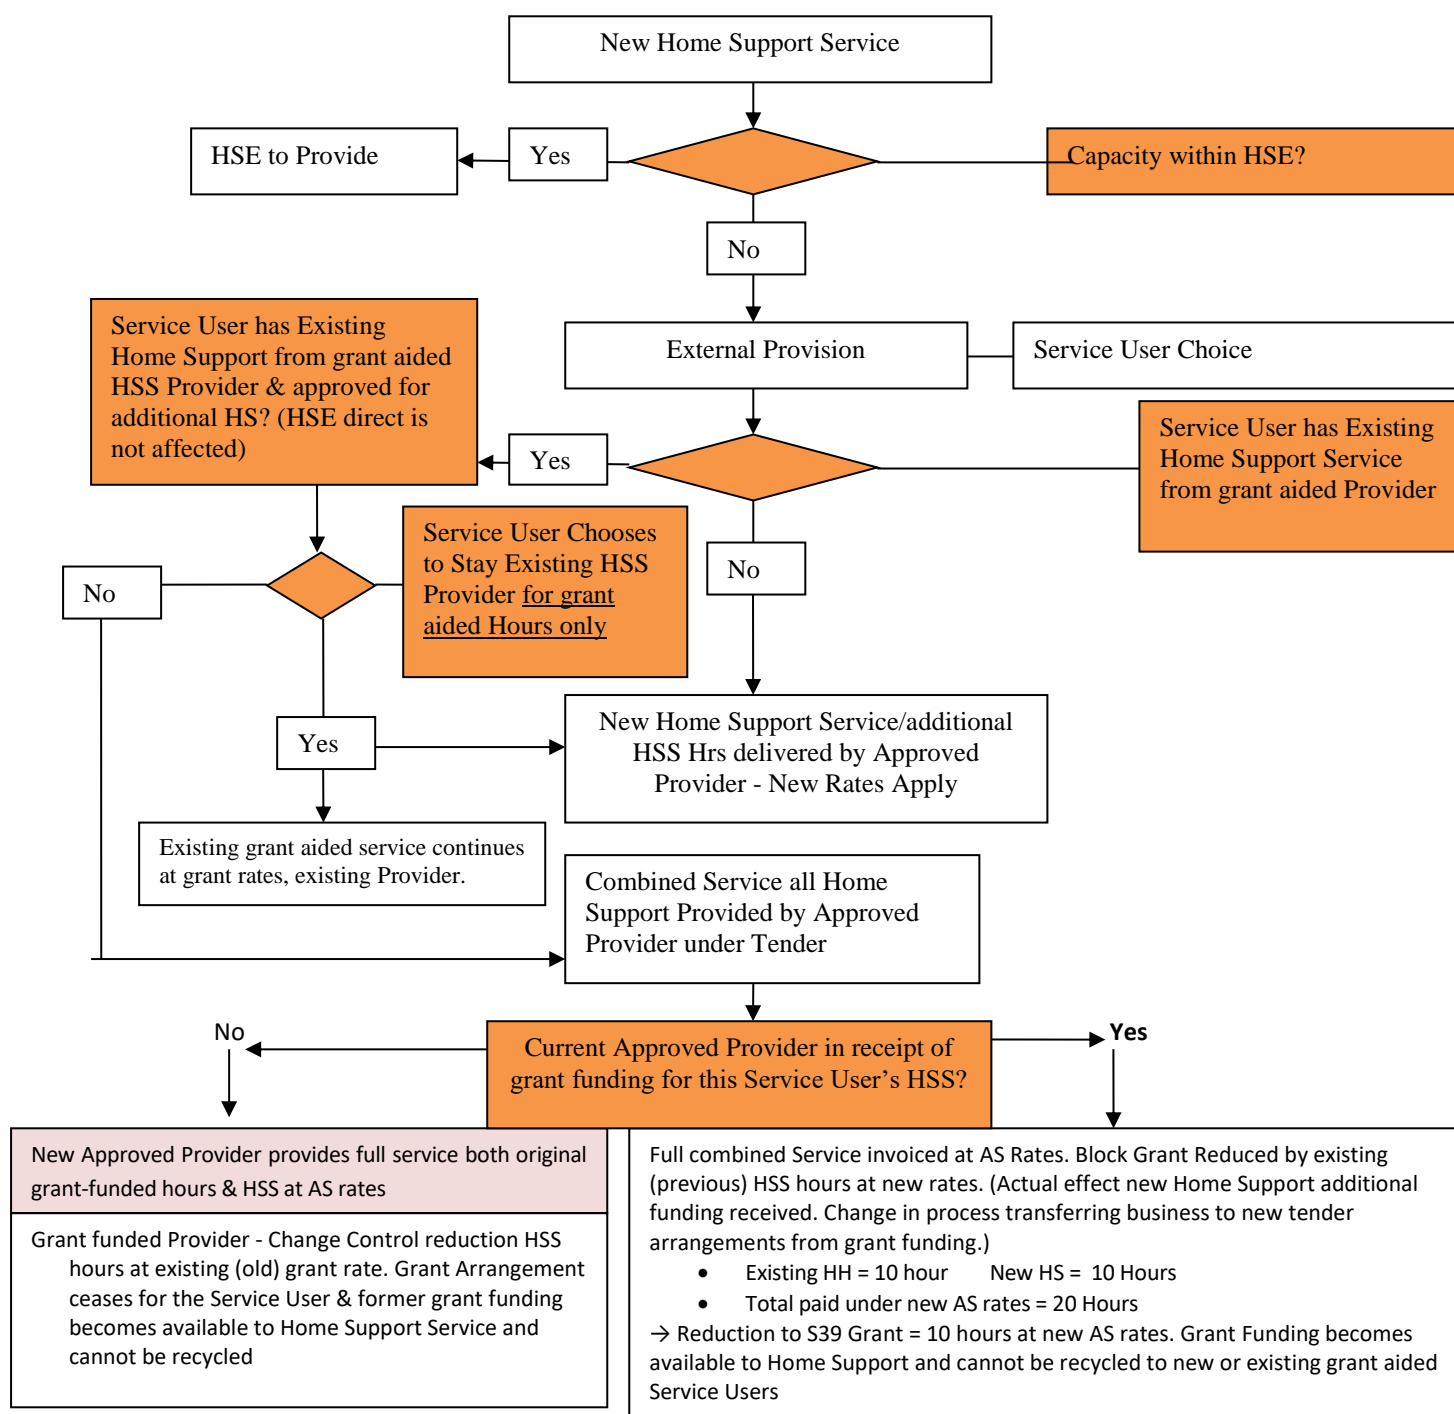 New Home Support Service
HSE to Provide
Yes
Capacity within HSE?
No
Service User has Existing
Home Support from grant aided
HSS Provider & approved for
additional HS? (HSE direct is
not affected)
External Provision
Service User Choice
Yes
Service User has Existing
Home Support Service
from grant aided Provider
Service User Chooses
to Stay Existing HSS
Provider for grant
aided Hours only
No
No
Yes
New Home Support Service/additional
HSS Hrs delivered by Approved
Provider - New Rates Apply
Existing grant aided service continues
at grant rates, existing Provider.
Combined Service all Home
Support Provided by Approved
Provider under Tender
No
Current Approved Provider in receipt of
grant funding for this Service User’s HSS?
Yes
New Approved Provider provides full service both original
grant-funded hours & HSS at AS rates
Grant funded Provider - Change Control reduction HSS
hours at existing (old) grant rate. Grant Arrangement
ceases for the Service User & former grant funding
becomes available to Home Support Service and
cannot be recycled
Full combined Service invoiced at AS Rates. Block Grant Reduced by existing
(previous) HSS hours at new rates. (Actual effect new Home Support additional
funding received. Change in process transferring business to new tender
arrangements from grant funding.)
• Existing HH = 10 hour New HS = 10 Hours
• Total paid under new AS rates = 20 Hours
→ Reduction to S39 Grant = 10 hours at new AS rates. Grant Funding becomes
available to Home Support and cannot be recycled to new or existing grant aided
Service Users